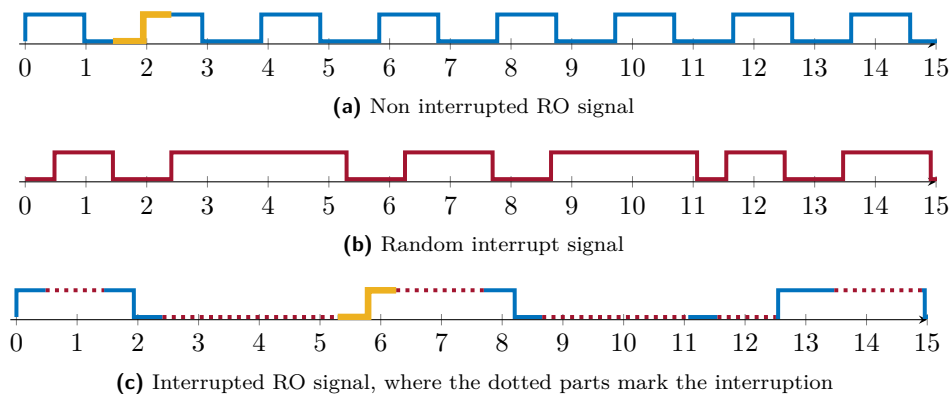 0 1 2 3 4 5 6 7 8 9 10 11 12 13 14 15
(a) Non interrupted RO signal
0 1 2 3 4 5 6 7 8 9 10 11 12 13 14 15
(b) Random interrupt signal
0 1 2 3 4 5 6 7 8 9 10 11 12 13 14 15
(c) Interrupted RO signal, where the dotted parts mark the interruption